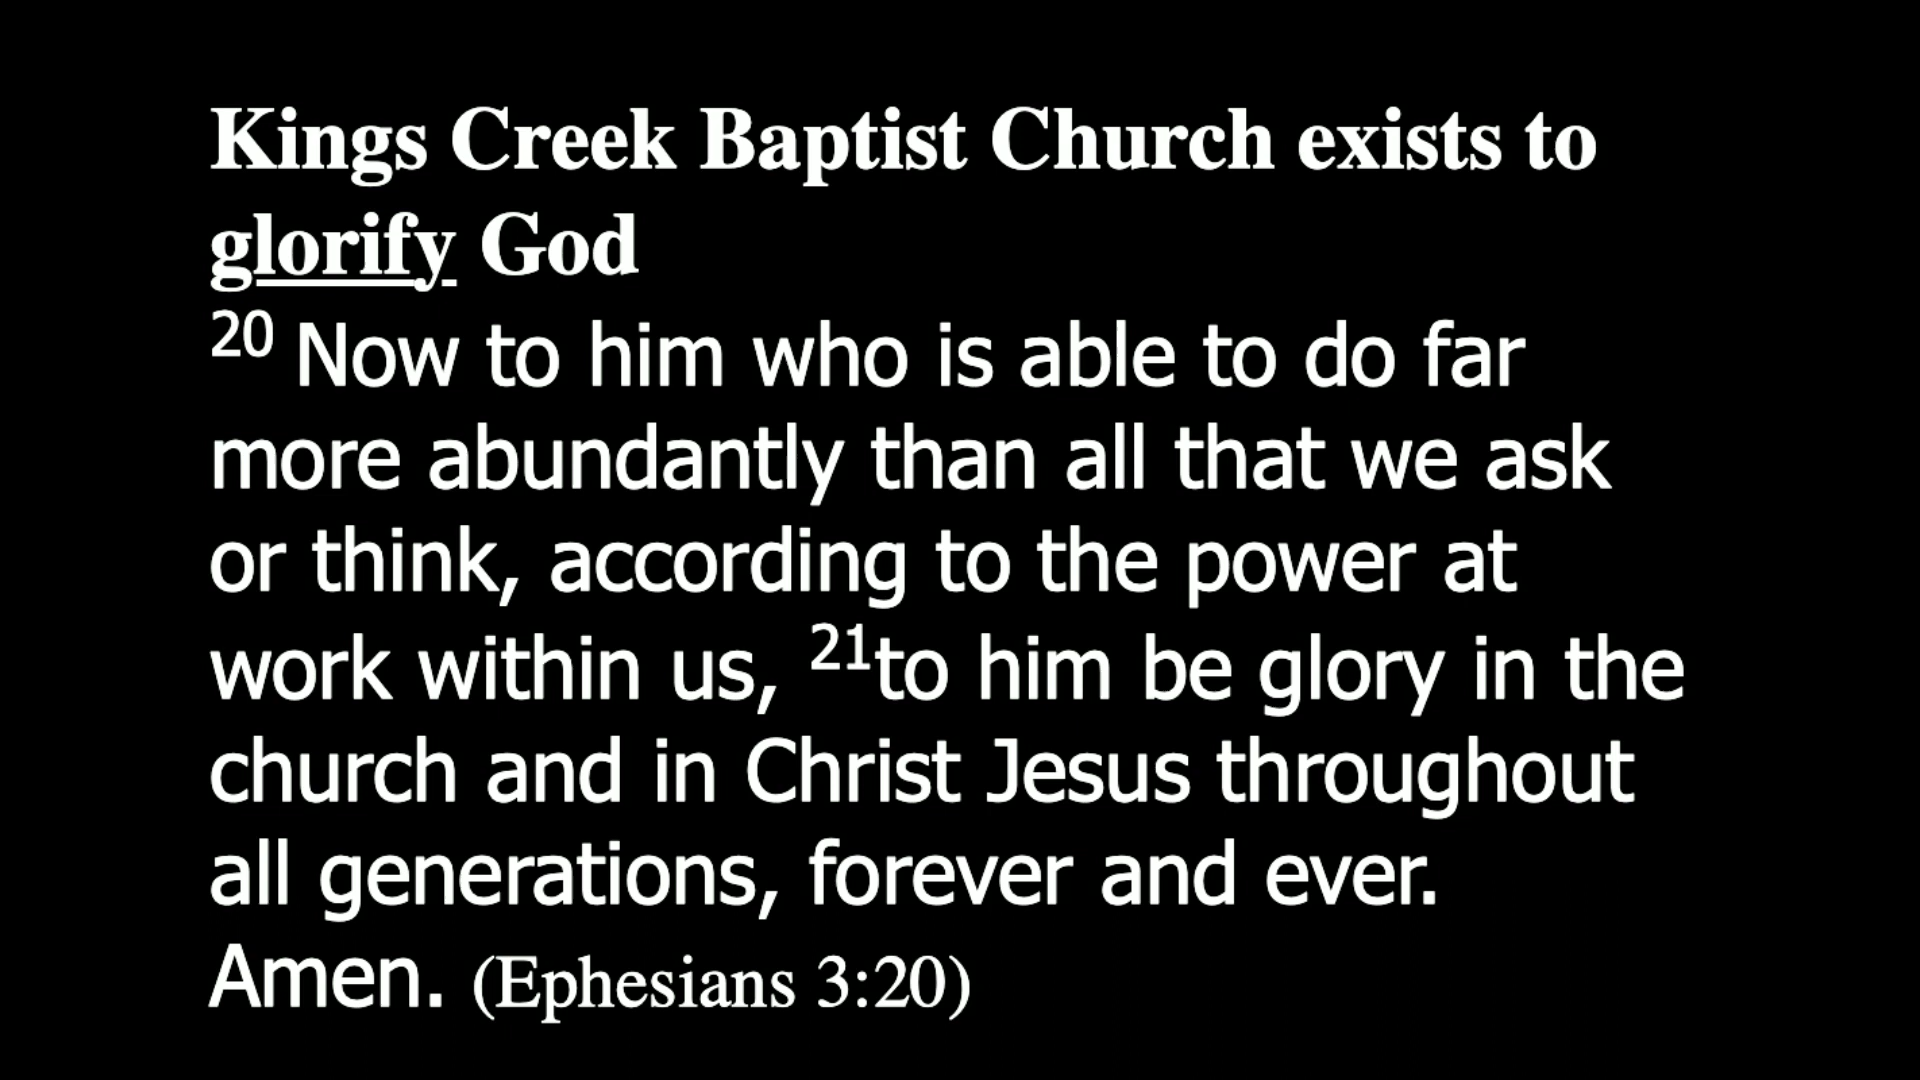 Kings Creek Baptist Church exists to
glorify God
20 Now to him who is able to do far
more abundantly than all that we ask
or think, according to the power at
work within us, 21to him be glory in the
church and in Christ Jesus throughout
all generations, forever and ever.
Amen. (Ephesians 3:20)